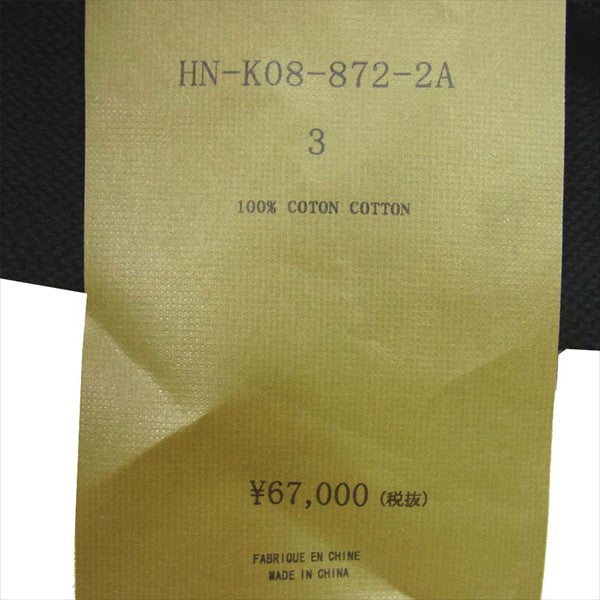 HN-K08-872-2A
3
100% COTON COTTON
¥67,000 (税抜)
FABRIQUE EN CHINE
MADE IN CHINA